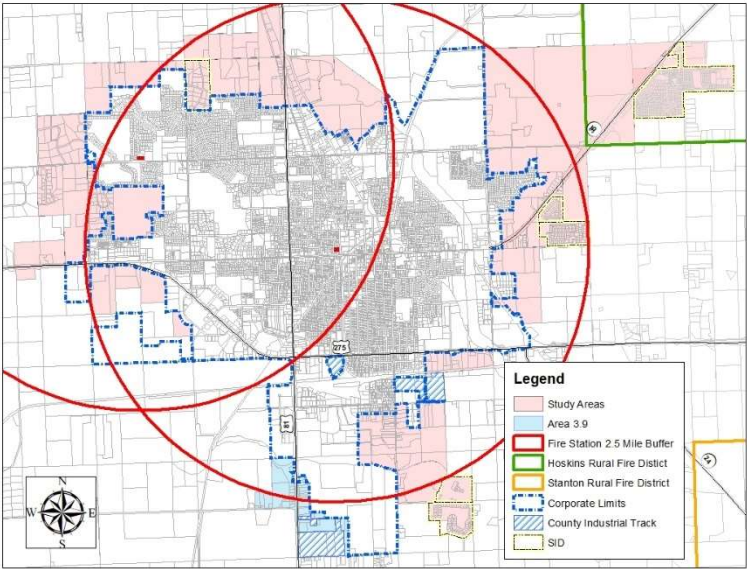 35
275
81
24
N
W E
S
Legend
Study Areas
Area 3.9
Fire Station 2.5 Mile Buffer
Hoskins Rural Fire Distict
Stanton Rural Fire District
Corporate Limits
County Industrial Track
SID